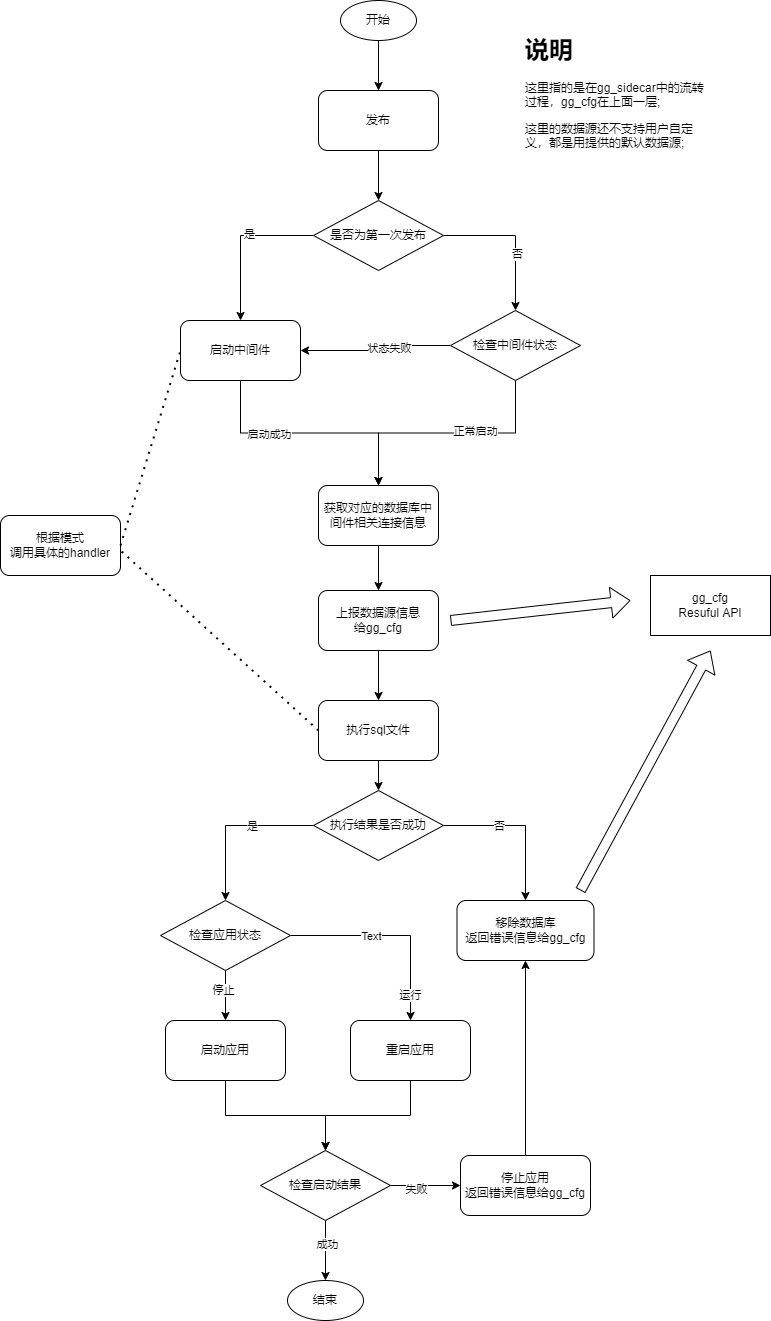 开始
说明
这里指的是在gg_sidecar中的流转
过程，gg_cfg在上面一层;
这里的数据源还不支持用户自定
义，都是用提供的默认数据源;
发布
是否为第一次发布
是
否
启动中间件
状态失败
检查中间件状态
启动成功
正常启动
获取对应的数据库中
间件相关连接信息
根据模式
调用具体的handler
上报数据源信息
给gg_cfg
gg_cfg
Resuful API
执行sql文件
执行结果是否成功
是
否
检查应用状态
Text
移除数据库
返回错误信息给gg_cfg
停止
运行
启动应用
重启应用
检查启动结果
失败
停止应用
返回错误信息给gg_cfg
成功
结束